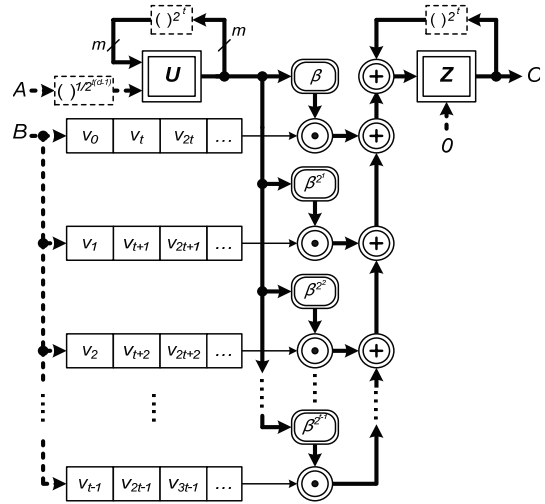 ( )^{2^t} ( )^{2^t}
m m
A ( )^{1/2^{t(d-1)}} U β + Z C
B v_0 v_t v_{2t} ... + 0
β^{2^1}
v_1 v_{t+1} v_{2t+1} ... +
β^{2^2}
v_2 v_{t+2} v_{2t+2} ... +
β^{2^{t-1}}
v_{t-1} v_{2t-1} v_{3t-1} ...